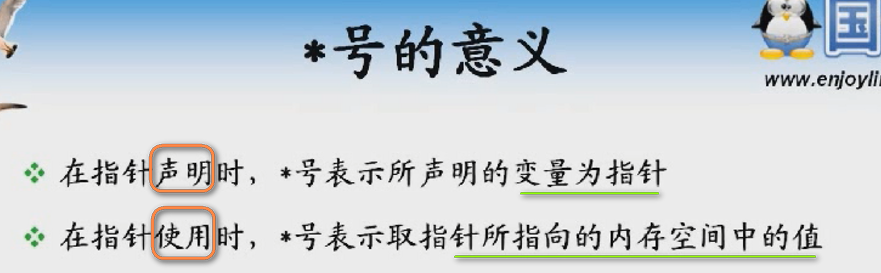 *号的意义
国
www.enjoyli
在指针声明时，*号表示所声明的变量为指针
在指针使用时，*号表示取指针所指向的内存空间中的值